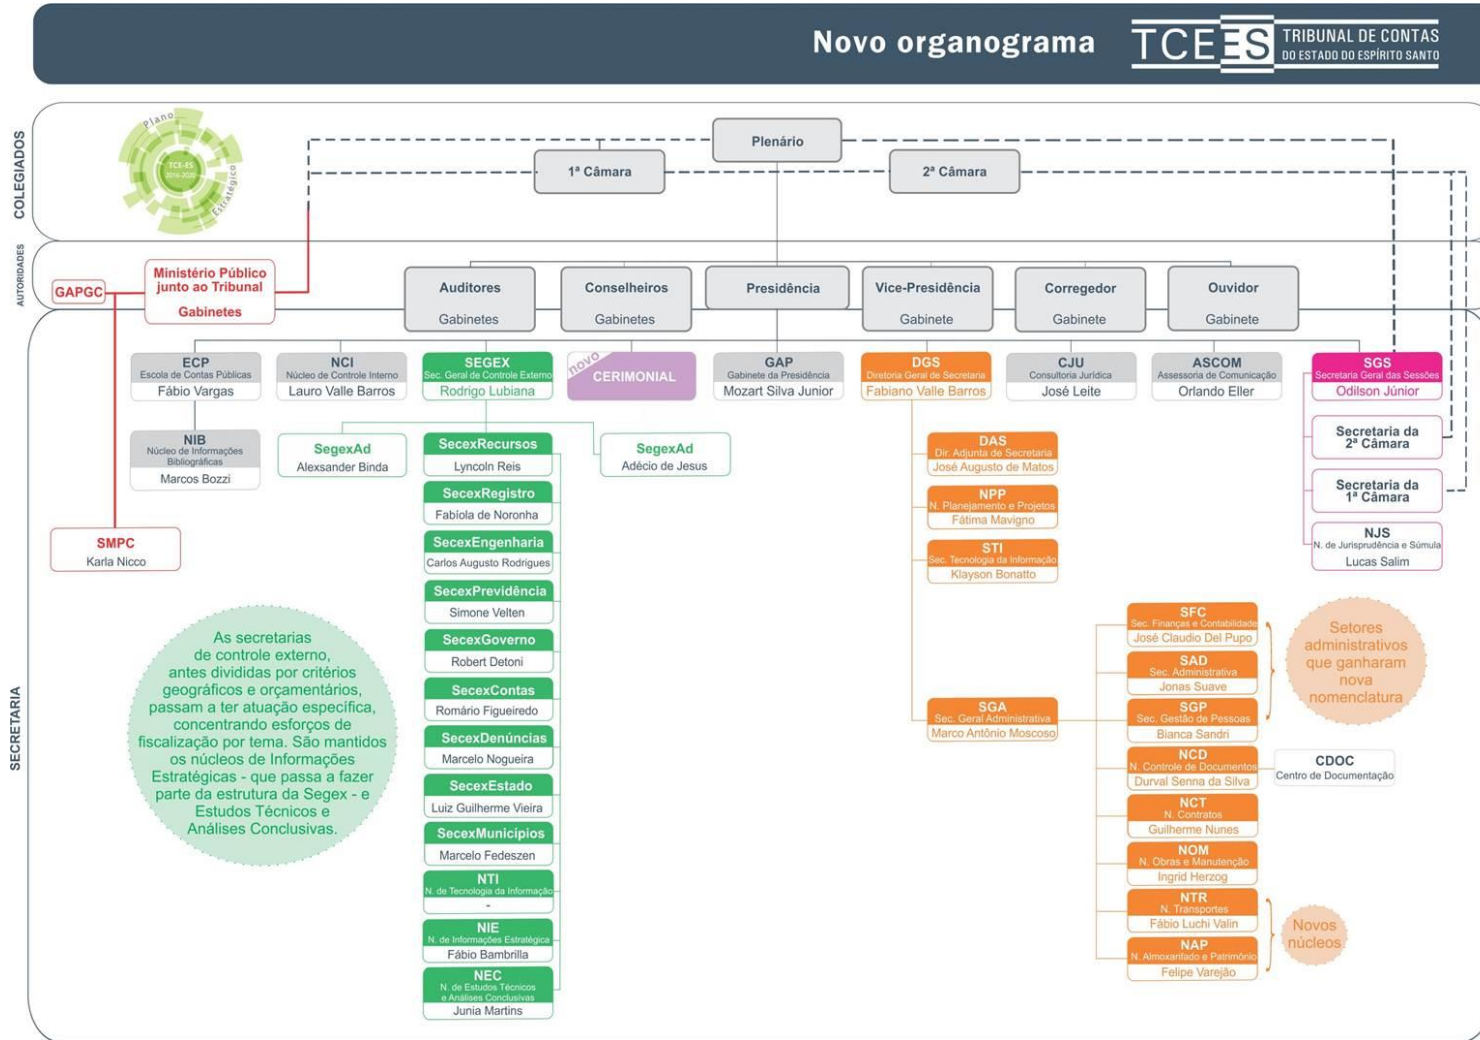 Novo organograma
TCEES
TRIBUNAL DE CONTAS
DO ESTADO DO ESPÍRITO SANTO
COLEGIADOS
Plano
TCE-ES
2016-2020
Estratégico
Plenário
1ª Câmara
2ª Câmara
AUTORIDADES
GAPGC
Ministério Público
junto ao Tribunal
Gabinetes
Auditores
Gabinetes
Conselheiros
Gabinetes
Presidência
Vice-Presidência
Gabinete
Corregedor
Gabinete
Ouvidor
Gabinete
SECRETARIA
ECP
Escola de Contas Públicas
Fábio Vargas
NCI
Núcleo de Controle Interno
Lauro Valle Barros
SEGEX
Sec. Geral de Controle Externo
Rodrigo Lubiana
novo
CERIMONIAL
GAP
Gabinete da Presidência
Mozart Silva Junior
DGS
Diretoria Geral de Secretaria
Fabiano Valle Barros
CJU
Consultoria Jurídica
José Leite
ASCOM
Assessoria de Comunicação
Orlando Eller
SGS
Secretaria Geral das Sessões
Odilson Júnior
NIB
Núcleo de Informações
Bibliográficas
Marcos Bozzi
SegexAd
Alexsander Binda
SecexRecursos
Lyncoln Reis
SegexAd
Adécio de Jesus
SecexRegistro
Fabíola de Noronha
SecexEngenharia
Carlos Augusto Rodrigues
SecexPrevidência
Simone Velten
SecexGoverno
Robert Detoni
SecexContas
Romário Figueiredo
SecexDenúncias
Marcelo Nogueira
SecexEstado
Luiz Guilherme Vieira
SecexMunicípios
Marcelo Fedeszen
NTI
N. de Tecnologia da Informação
-
NIE
N. de Informações Estratégica
Fábio Bambrilla
NEC
N. de Estudos Técnicos
e Análises Conclusivas
Junia Martins
SMPC
Karla Nicco
As secretarias
de controle externo,
antes divididas por critérios
geográficos e orçamentários,
passam a ter atuação específica,
concentrando esforços de
fiscalização por tema. São mantidos
os núcleos de Informações
Estratégicas - que passa a fazer
parte da estrutura da Segex - e
Estudos Técnicos e
Análises Conclusivas.
DAS
Dir. Adjunta de Secretaria
José Augusto de Matos
NPP
N. Planejamento e Projetos
Fátima Mavigno
STI
Sec. Tecnologia da Informação
Klayson Bonatto
SGA
Sec. Geral Administrativa
Marco Antônio Moscoso
SFC
Sec. Finanças e Contabilidade
José Claudio Del Pupo
SAD
Sec. Administrativa
Jonas Suave
SGP
Sec. Gestão de Pessoas
Bianca Sandri
NCD
N. Controle de Documentos
Durval Senna da Silva
CDOC
Centro de Documentação
NCT
N. Contratos
Guilherme Nunes
NOM
N. Obras e Manutenção
Ingrid Herzog
NTR
N. Transportes
Fábio Luchi Valin
NAP
N. Almoxarifado e Patrimônio
Felipe Varejão
Secretaria da
2ª Câmara
Secretaria da
1ª Câmara
NJS
N. de Jurisprudência e Súmula
Lucas Salim
Setores
administrativos
que ganharam
nova
nomenclatura
Novos
núcleos